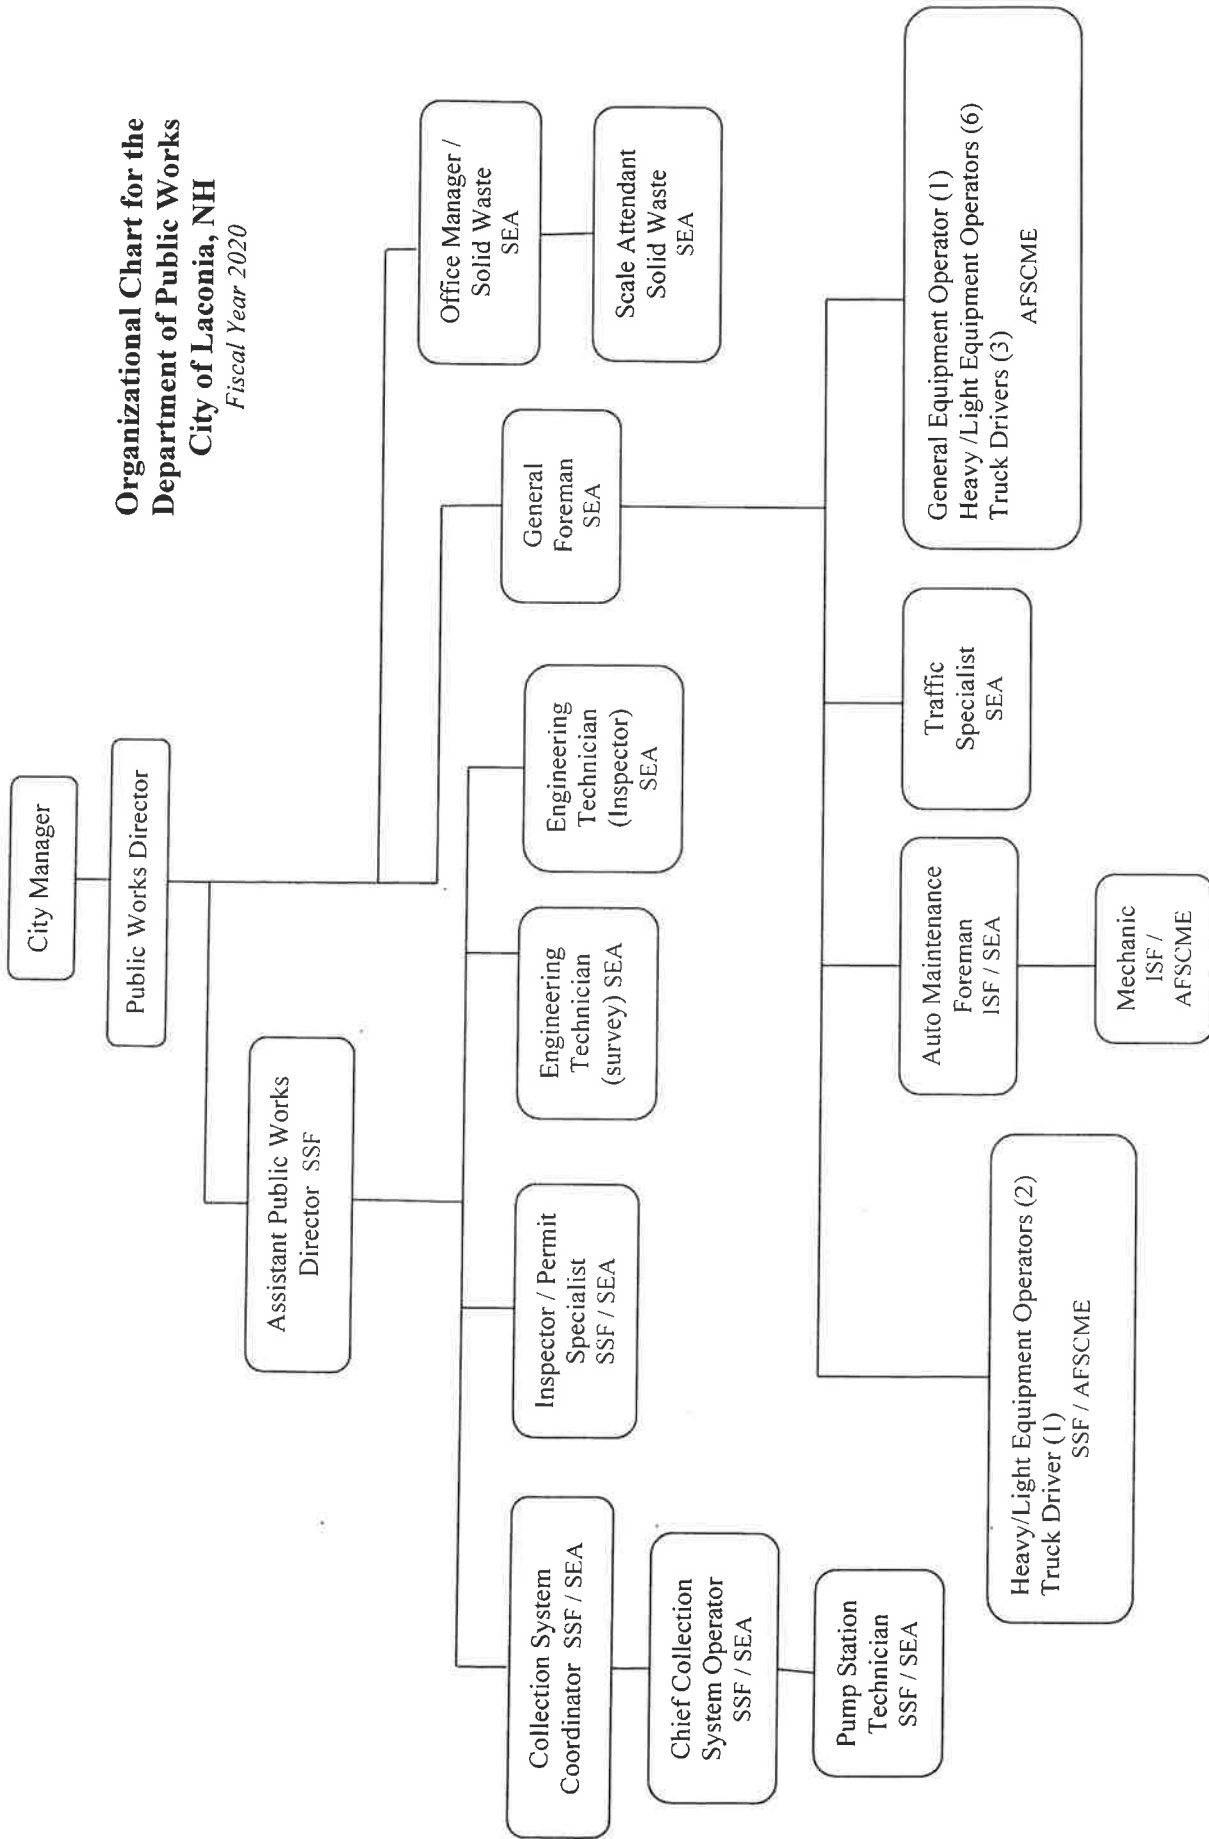 Organizational Chart for the
Department of Public Works
City of Laconia, NH
Fiscal Year 2020
City Manager
Public Works Director
Assistant Public Works
Director SSF
Office Manager /
Solid Waste
SEA
Scale Attendant
Solid Waste
SEA
General
Foreman
SEA
Collection System
Coordinator SSF / SEA
Inspector / Permit
Specialist
SSF / SEA
Engineering
Technician
(survey) SEA
Engineering
Technician
(Inspector)
SEA
Chief Collection
System Operator
SSF / SEA
Pump Station
Technician
SSF / SEA
Heavy/Light Equipment Operators (2)
Truck Driver (1)
SSF / AFSCME
Auto Maintenance
Foreman
ISF / SEA
Mechanic
ISF /
AFSCME
Traffic
Specialist
SEA
General Equipment Operator (1)
Heavy /Light Equipment Operators (6)
Truck Drivers (3)
AFSCME